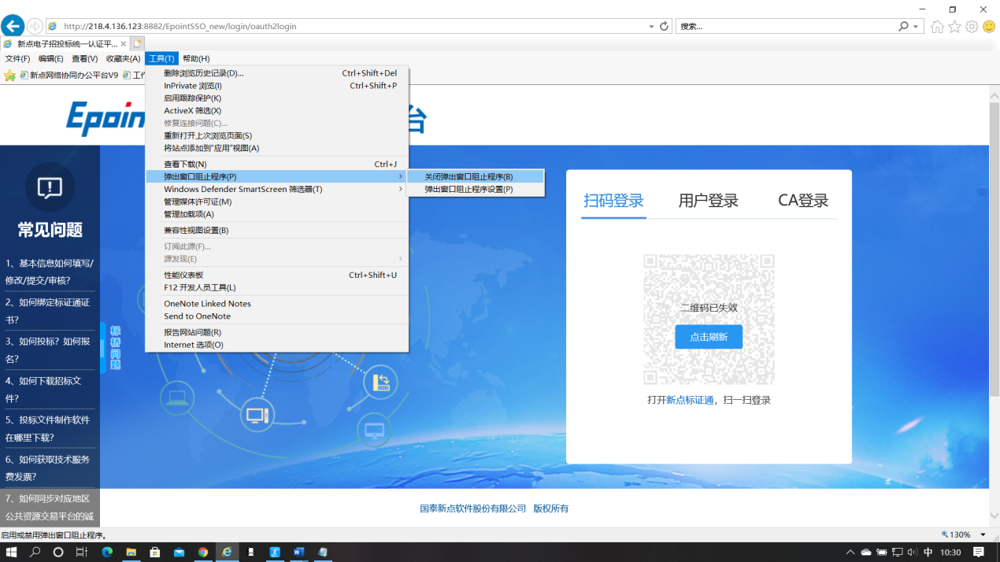 http://218.4.136.123:8882/EpointSSO_new/login/oauth2login
搜索...
新点电子招投标统一认证平...
文件(F) 编辑(E) 查看(V) 收藏夹(A) 工具(T) 帮助(H)
新点网络协同办公平台V9
删除浏览历史记录(D)... Ctrl+Shift+Del
InPrivate 浏览(I) Ctrl+Shift+P
启用跟踪保护(K)
ActiveX 筛选(X)
修复连接问题(C)...
重新打开上次浏览页面(S)
将站点添加到“应用”视图(A)
查看下载(N) Ctrl+J
弹出窗口阻止程序(P)
Windows Defender SmartScreen 筛选器(T)
管理媒体许可证(M)
管理加载项(A)
兼容性视图设置(B)
订阅此源(F)...
源发现(E)
性能仪表板 Ctrl+Shift+U
F12 开发人员工具(L)
OneNote Linked Notes
Send to OneNote
报告网站问题(R)
Internet 选项(O)
关闭弹出窗口阻止程序(B)
弹出窗口阻止程序设置(P)
Epoin
台
常见问题
1、基本信息如何填写/
修改/提交/审核?
2、如何绑定标证通证
书?
3、如何投标? 如何报
名?
4、如何下载招标文
件?
5、投标文件制作软件
在哪里下载?
6、如何获取技术服务
费发票?
7、如何同步对应地区
公共资源交易平台的诚
标桥问题
扫码登录 用户登录 CA登录
二维码已失效
点击刷新
打开新点标证通，扫一扫登录
国泰新点软件股份有限公司 版权所有
启用或禁用弹出窗口阻止程序。
130%
中 10:30